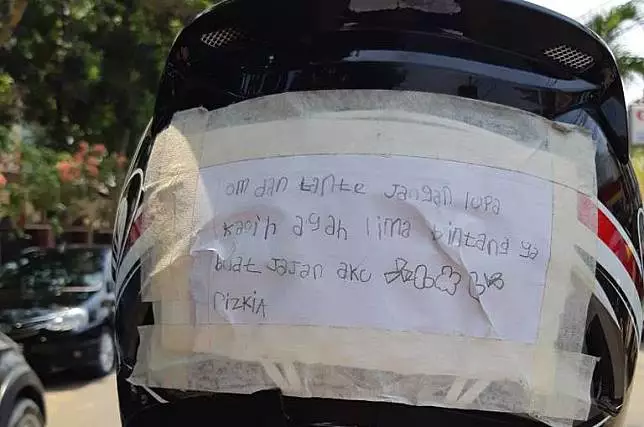 om dan tante jangan lupa
kasih ayah lima bintang ya
buat jajan aku
rizkia